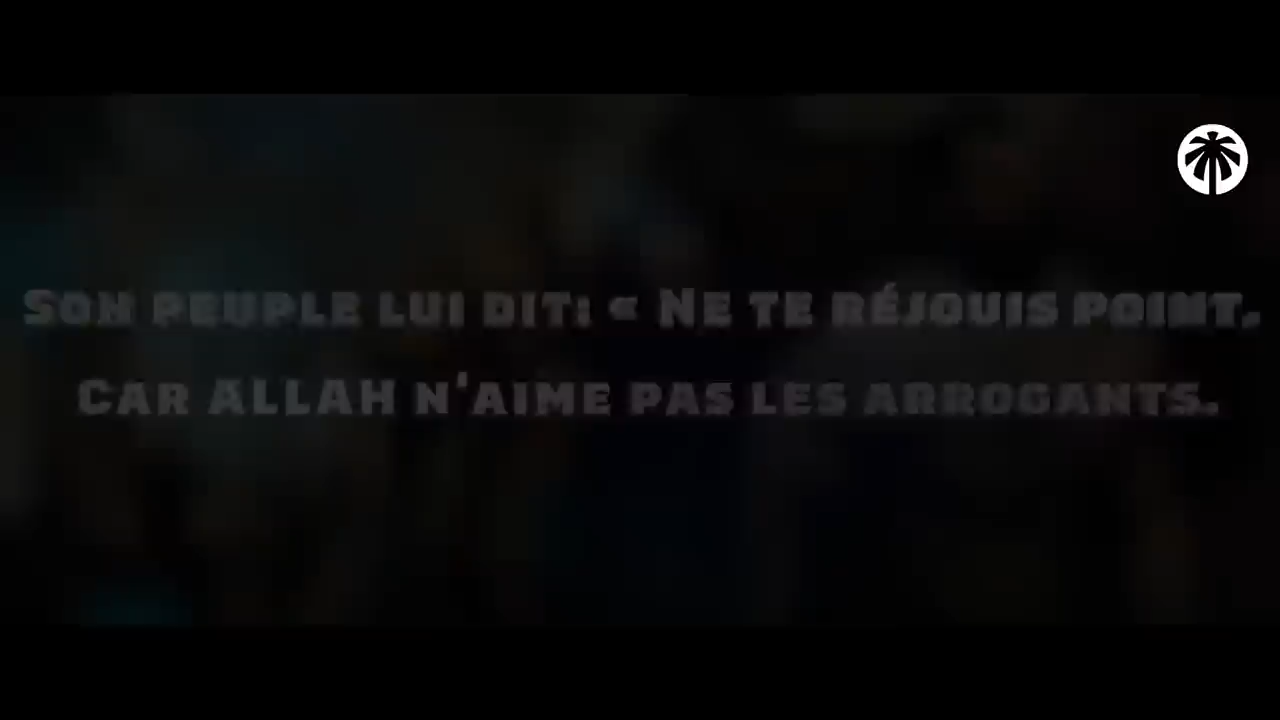 Son peuple lui dit: « Ne te réjouis point.
Car ALLAH n'aime pas les arrogants.